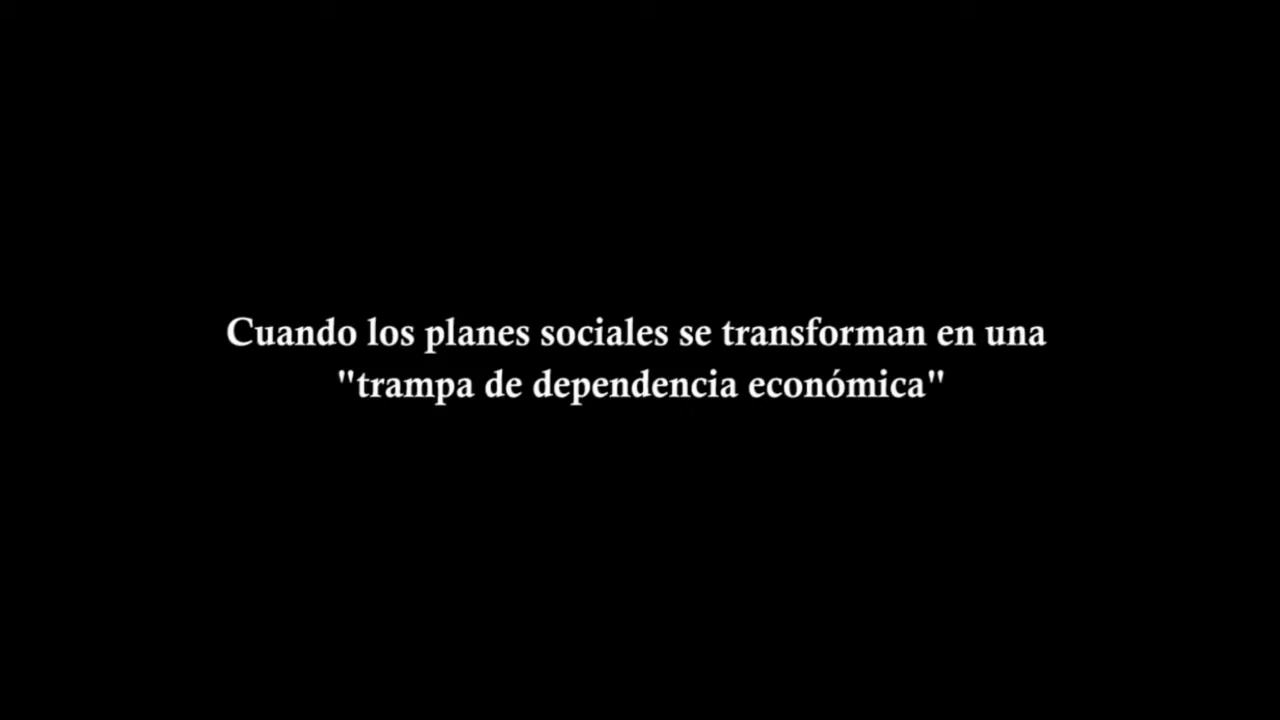 Cuando los planes sociales se transforman en una
"trampa de dependencia económica"